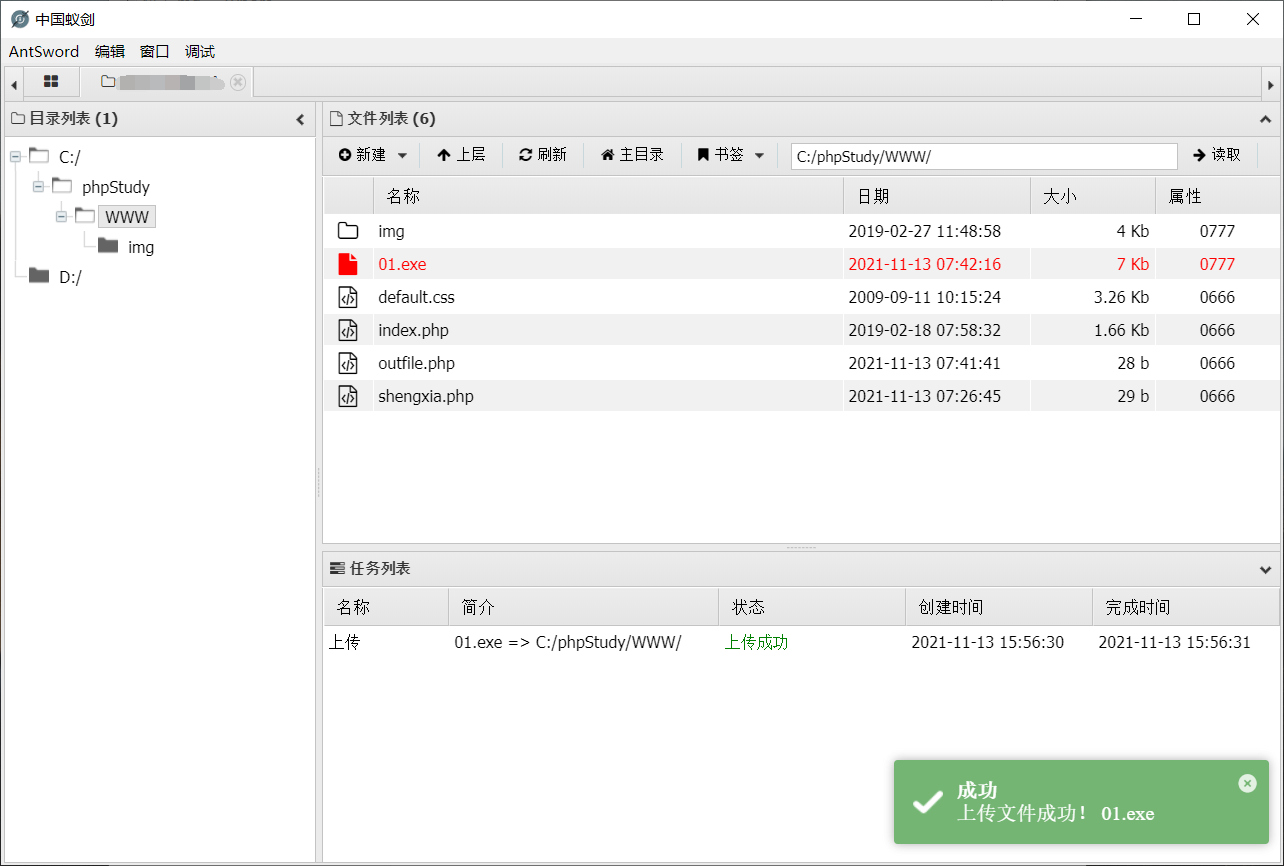 中国蚁剑
AntSword 编辑 窗口 调试
目录列表 (1)
C:/
phpStudy
WWW
img
D:/
文件列表 (6)
新建 上层 刷新 主目录 书签 C:/phpStudy/WWW/ 读取
名称 日期 大小 属性
img 2019-02-27 11:48:58 4 Kb 0777
01.exe 2021-11-13 07:42:16 7 Kb 0777
default.css 2009-09-11 10:15:24 3.26 Kb 0666
index.php 2019-02-18 07:58:32 1.66 Kb 0666
outfile.php 2021-11-13 07:41:41 28 b 0666
shengxia.php 2021-11-13 07:26:45 29 b 0666
任务列表
名称 简介 状态 创建时间 完成时间
上传 01.exe => C:/phpStudy/WWW/ 上传成功 2021-11-13 15:56:30 2021-11-13 15:56:31
成功
上传文件成功！ 01.exe